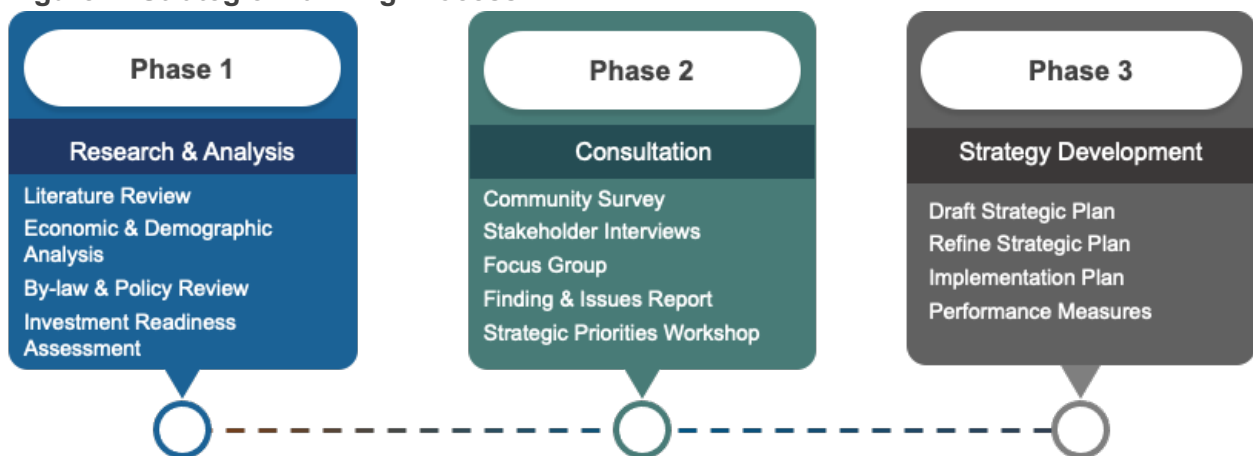 Phase 1
Research & Analysis
Literature Review
Economic & Demographic
Analysis
By-law & Policy Review
Investment Readiness
Assessment
Phase 2
Consultation
Community Survey
Stakeholder Interviews
Focus Group
Finding & Issues Report
Strategic Priorities Workshop
Phase 3
Strategy Development
Draft Strategic Plan
Refine Strategic Plan
Implementation Plan
Performance Measures